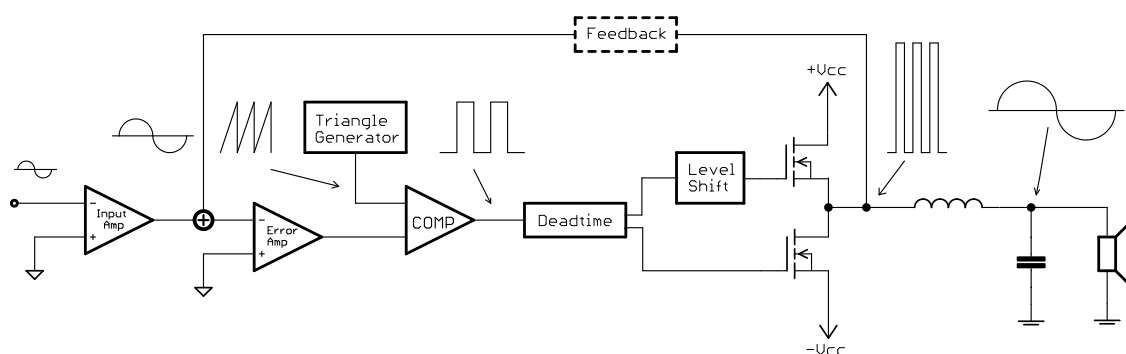 Feedback
+Vcc
Triangle
Generator
Level
Shift
−
Input
Amp
+
+
−
Error
Amp
+
COMP
Deadtime
−Vcc